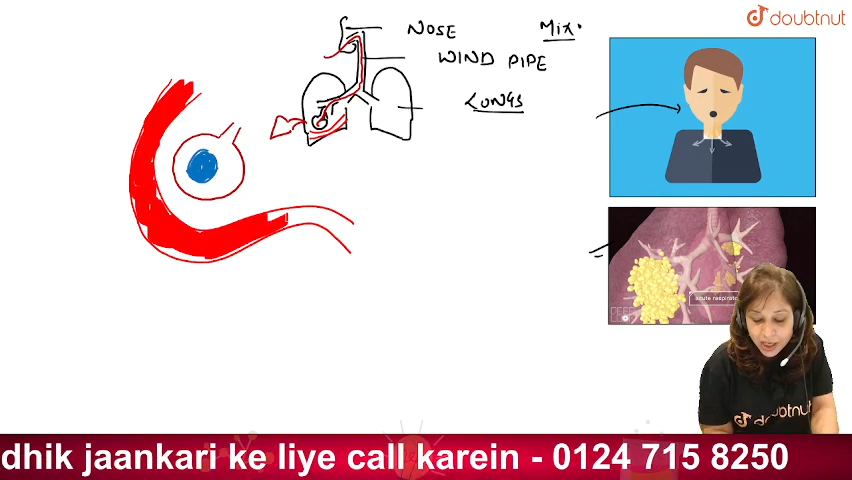 doubtnut
NOSE
Mix
WIND PIPE
LUNGS
acute respirato
doubtnut
dhik jaankari ke liye call karein - 0124 715 8250